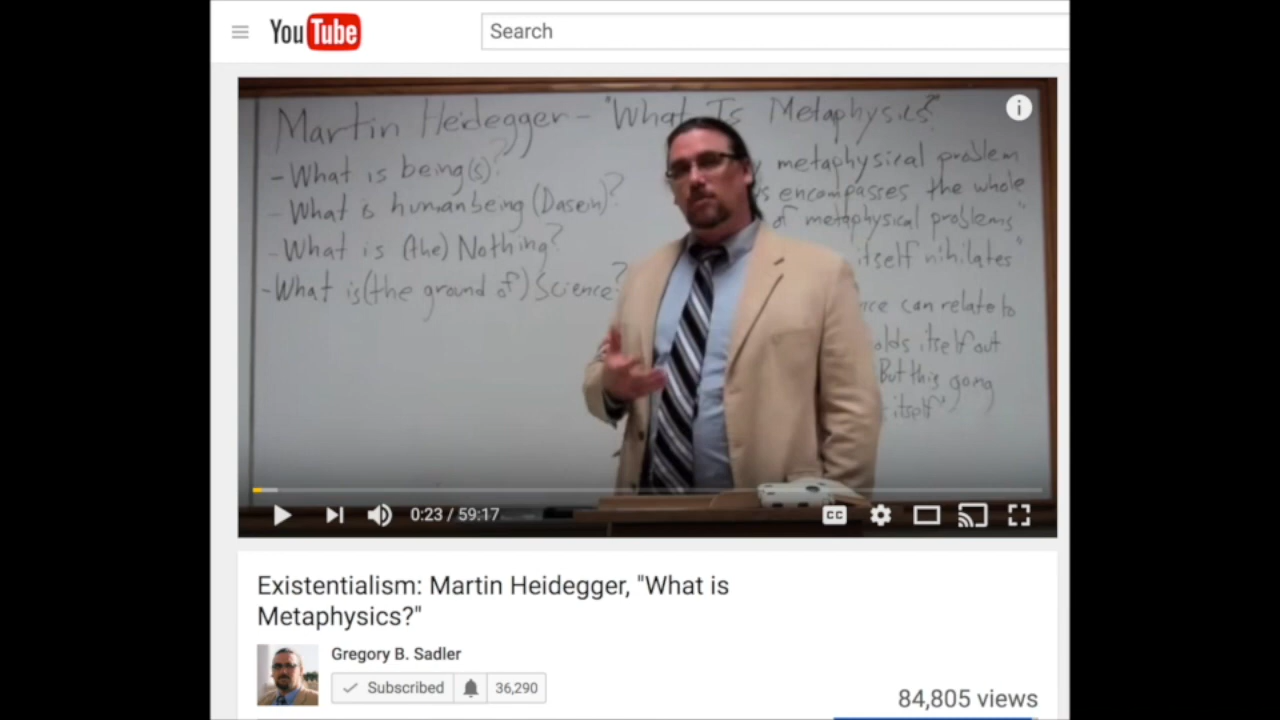 YouTube
Search
Martin Heidegger - "What Is Metaphysics?"
- What is being(s)?
- What is human being (Dasein)?
- What is (the) Nothing?
- What is (the ground of) Science?
metaphysical problem
encompasses the whole
of metaphysical problems"
itself nihilates"
can relate to
itself out
But this going
itself"
i
0:23 / 59:17
CC
Existentialism: Martin Heidegger, "What is
Metaphysics?"
Gregory B. Sadler
Subscribed 36,290
84,805 views